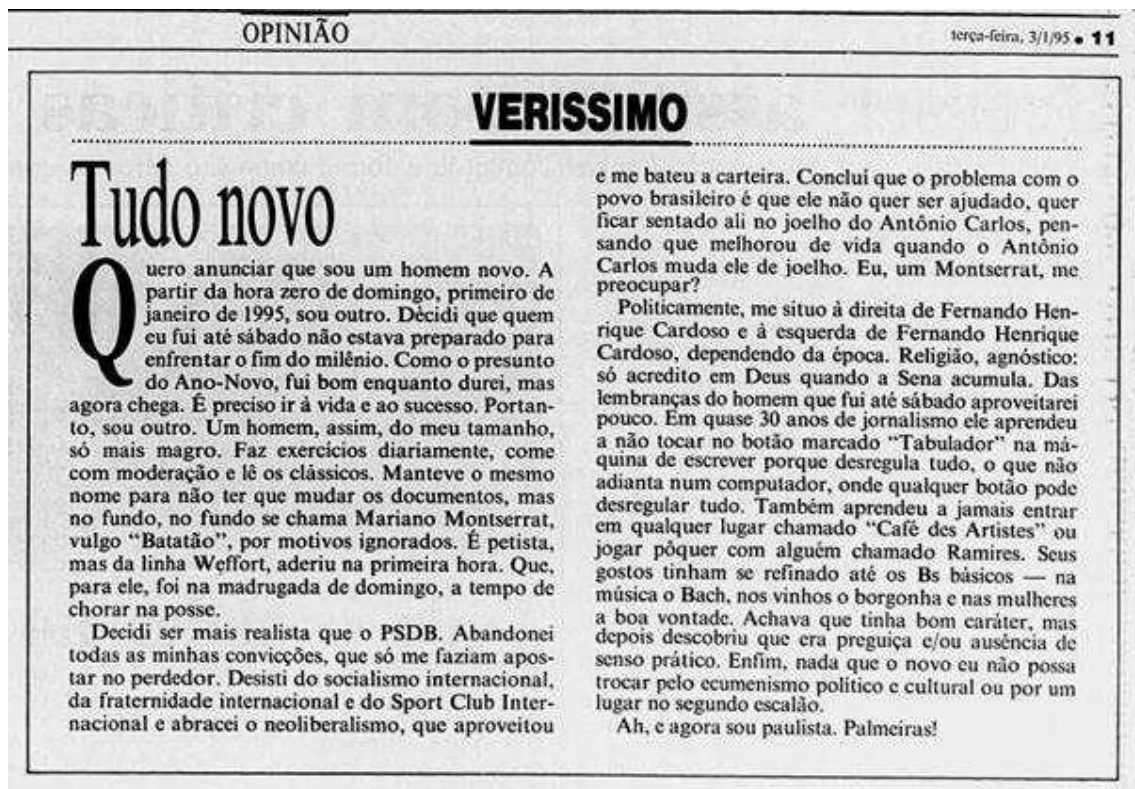 OPINIÃO
terça-feira, 3/1/95 • 11
VERISSIMO
Tudo novo
Quero anunciar que sou um homem novo. A
partir da hora zero de domingo, primeiro de
janeiro de 1995, sou outro. Décidi que quem
eu fui até sábado não estava preparado para
enfrentar o fim do milênio. Como o presunto
do Ano-Novo, fui bom enquanto durei, mas
agora chega. É preciso ir à vida e ao sucesso. Portan-
to, sou outro. Um homem, assim, do meu tamanho,
só mais magro. Faz exercícios diariamente, come
com moderação e lê os clássicos. Manteve o mesmo
nome para não ter que mudar os documentos, mas
no fundo, no fundo se chama Mariano Montserrat,
vulgo “Batatão”, por motivos ignorados. É petista,
mas da linha Weffort, aderiu na primeira hora. Que,
para ele, foi na madrugada de domingo, a tempo de
chorar na posse.
Decidi ser mais realista que o PSDB. Abandonei
todas as minhas convicções, que só me faziam apos-
tar no perdedor. Desisti do socialismo internacional,
da fraternidade internacional e do Sport Club Inter-
nacional e abracei o neoliberalismo, que aproveitou
e me bateu a carteira. Concluí que o problema com o
povo brasileiro é que ele não quer ser ajudado, quer
ficar sentado ali no joelho do Antônio Carlos, pen-
sando que melhorou de vida quando o Antônio
Carlos muda ele de joelho. Eu, um Montserrat, me
preocupar?
Politicamente, me situo à direita de Fernando Hen-
rique Cardoso e à esquerda de Fernando Henrique
Cardoso, dependendo da época. Religião, agnóstico:
só acredito em Deus quando a Sena acumula. Das
lembranças do homem que fui até sábado aproveitarei
pouco. Em quase 30 anos de jornalismo ele aprendeu
a não tocar no botão marcado “Tabulador” na má-
quina de escrever porque desregula tudo, o que não
adianta num computador, onde qualquer botão pode
desregular tudo. Também aprendeu a jamais entrar
em qualquer lugar chamado “Café des Artistes” ou
jogar pôquer com alguém chamado Ramires. Seus
gostos tinham se refinado até os Bs básicos — na
música o Bach, nos vinhos o borgonha e nas mulheres
a boa vontade. Achava que tinha bom caráter, mas
depois descobriu que era preguiça e/ou ausência de
senso prático. Enfim, nada que o novo eu não possa
trocar pelo ecumenismo político e cultural ou por um
lugar no segundo escalão.
Ah, e agora sou paulista. Palmeiras!